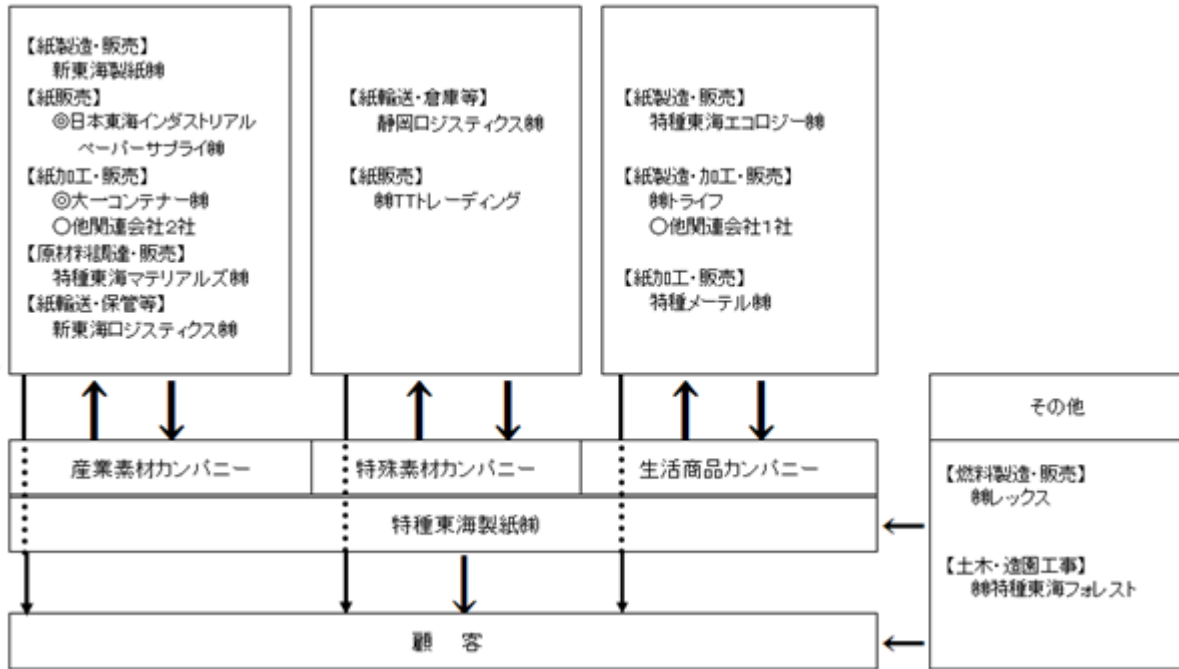 【紙製造・販売】
新東海製紙㈱
【紙販売】
◎日本東海インダストリアル
ペーパーサプライ㈱
【紙加工・販売】
◎大一コンテナー㈱
○他関連会社2社
【原材料調達・販売】
特種東海マテリアルズ㈱
【紙輸送・保管等】
新東海ロジスティクス㈱
【紙輸送・倉庫等】
静岡ロジスティクス㈱
【紙販売】
㈱TTトレーディング
【紙製造・販売】
特種東海エコロジー㈱
【紙製造・加工・販売】
㈱トライフ
○他関連会社1社
【紙加工・販売】
特種メーテル㈱
産業素材カンパニー
特殊素材カンパニー
生活商品カンパニー
特種東海製紙㈱
顧 客
その他
【燃料製造・販売】
㈱レックス
【土木・造園工事】
㈱特種東海フォレスト